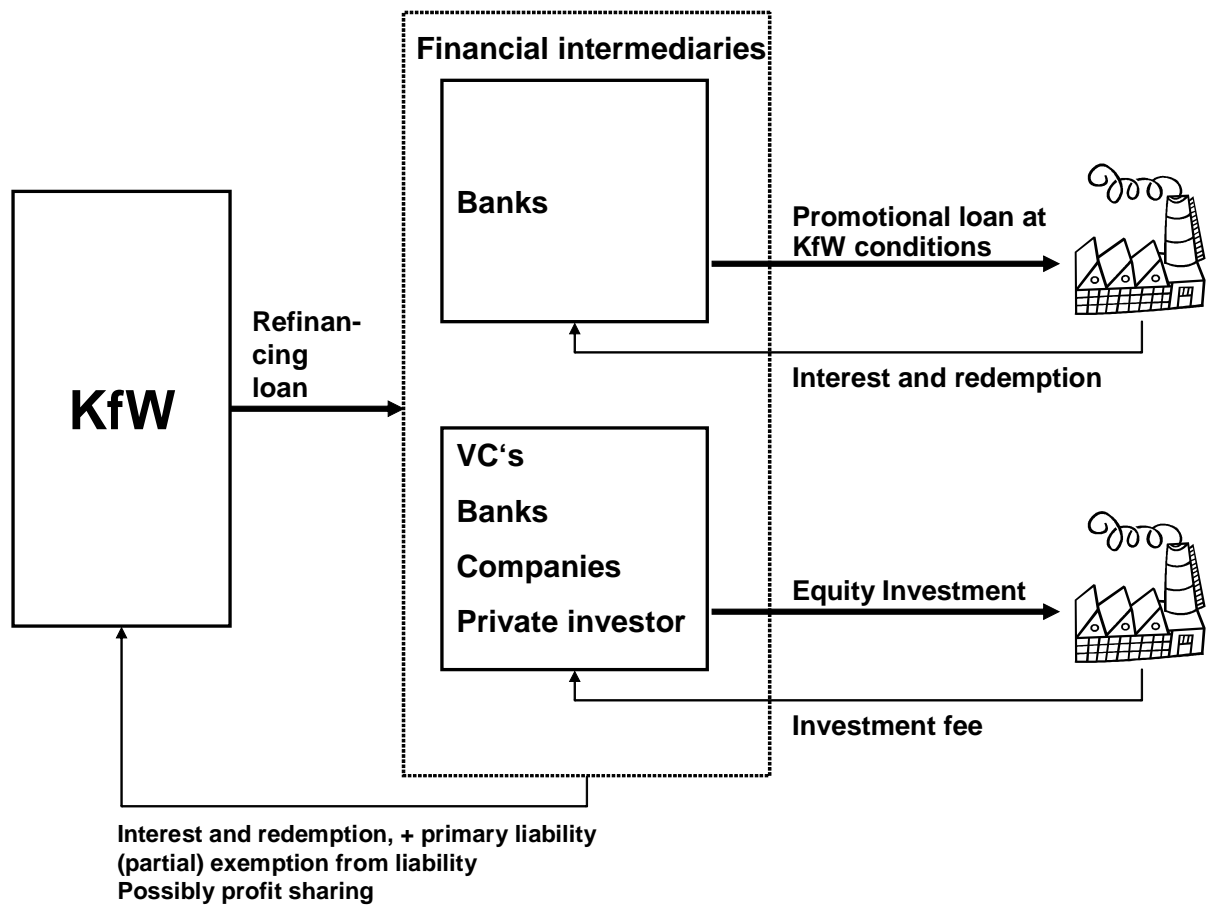 Financial intermediaries
Banks
Promotional loan at
KfW conditions
Refinan-
cing
loan
KfW
Interest and redemption
VC‘s
Banks
Companies
Private investor
Equity Investment
Investment fee
Interest and redemption, + primary liability
(partial) exemption from liability
Possibly profit sharing